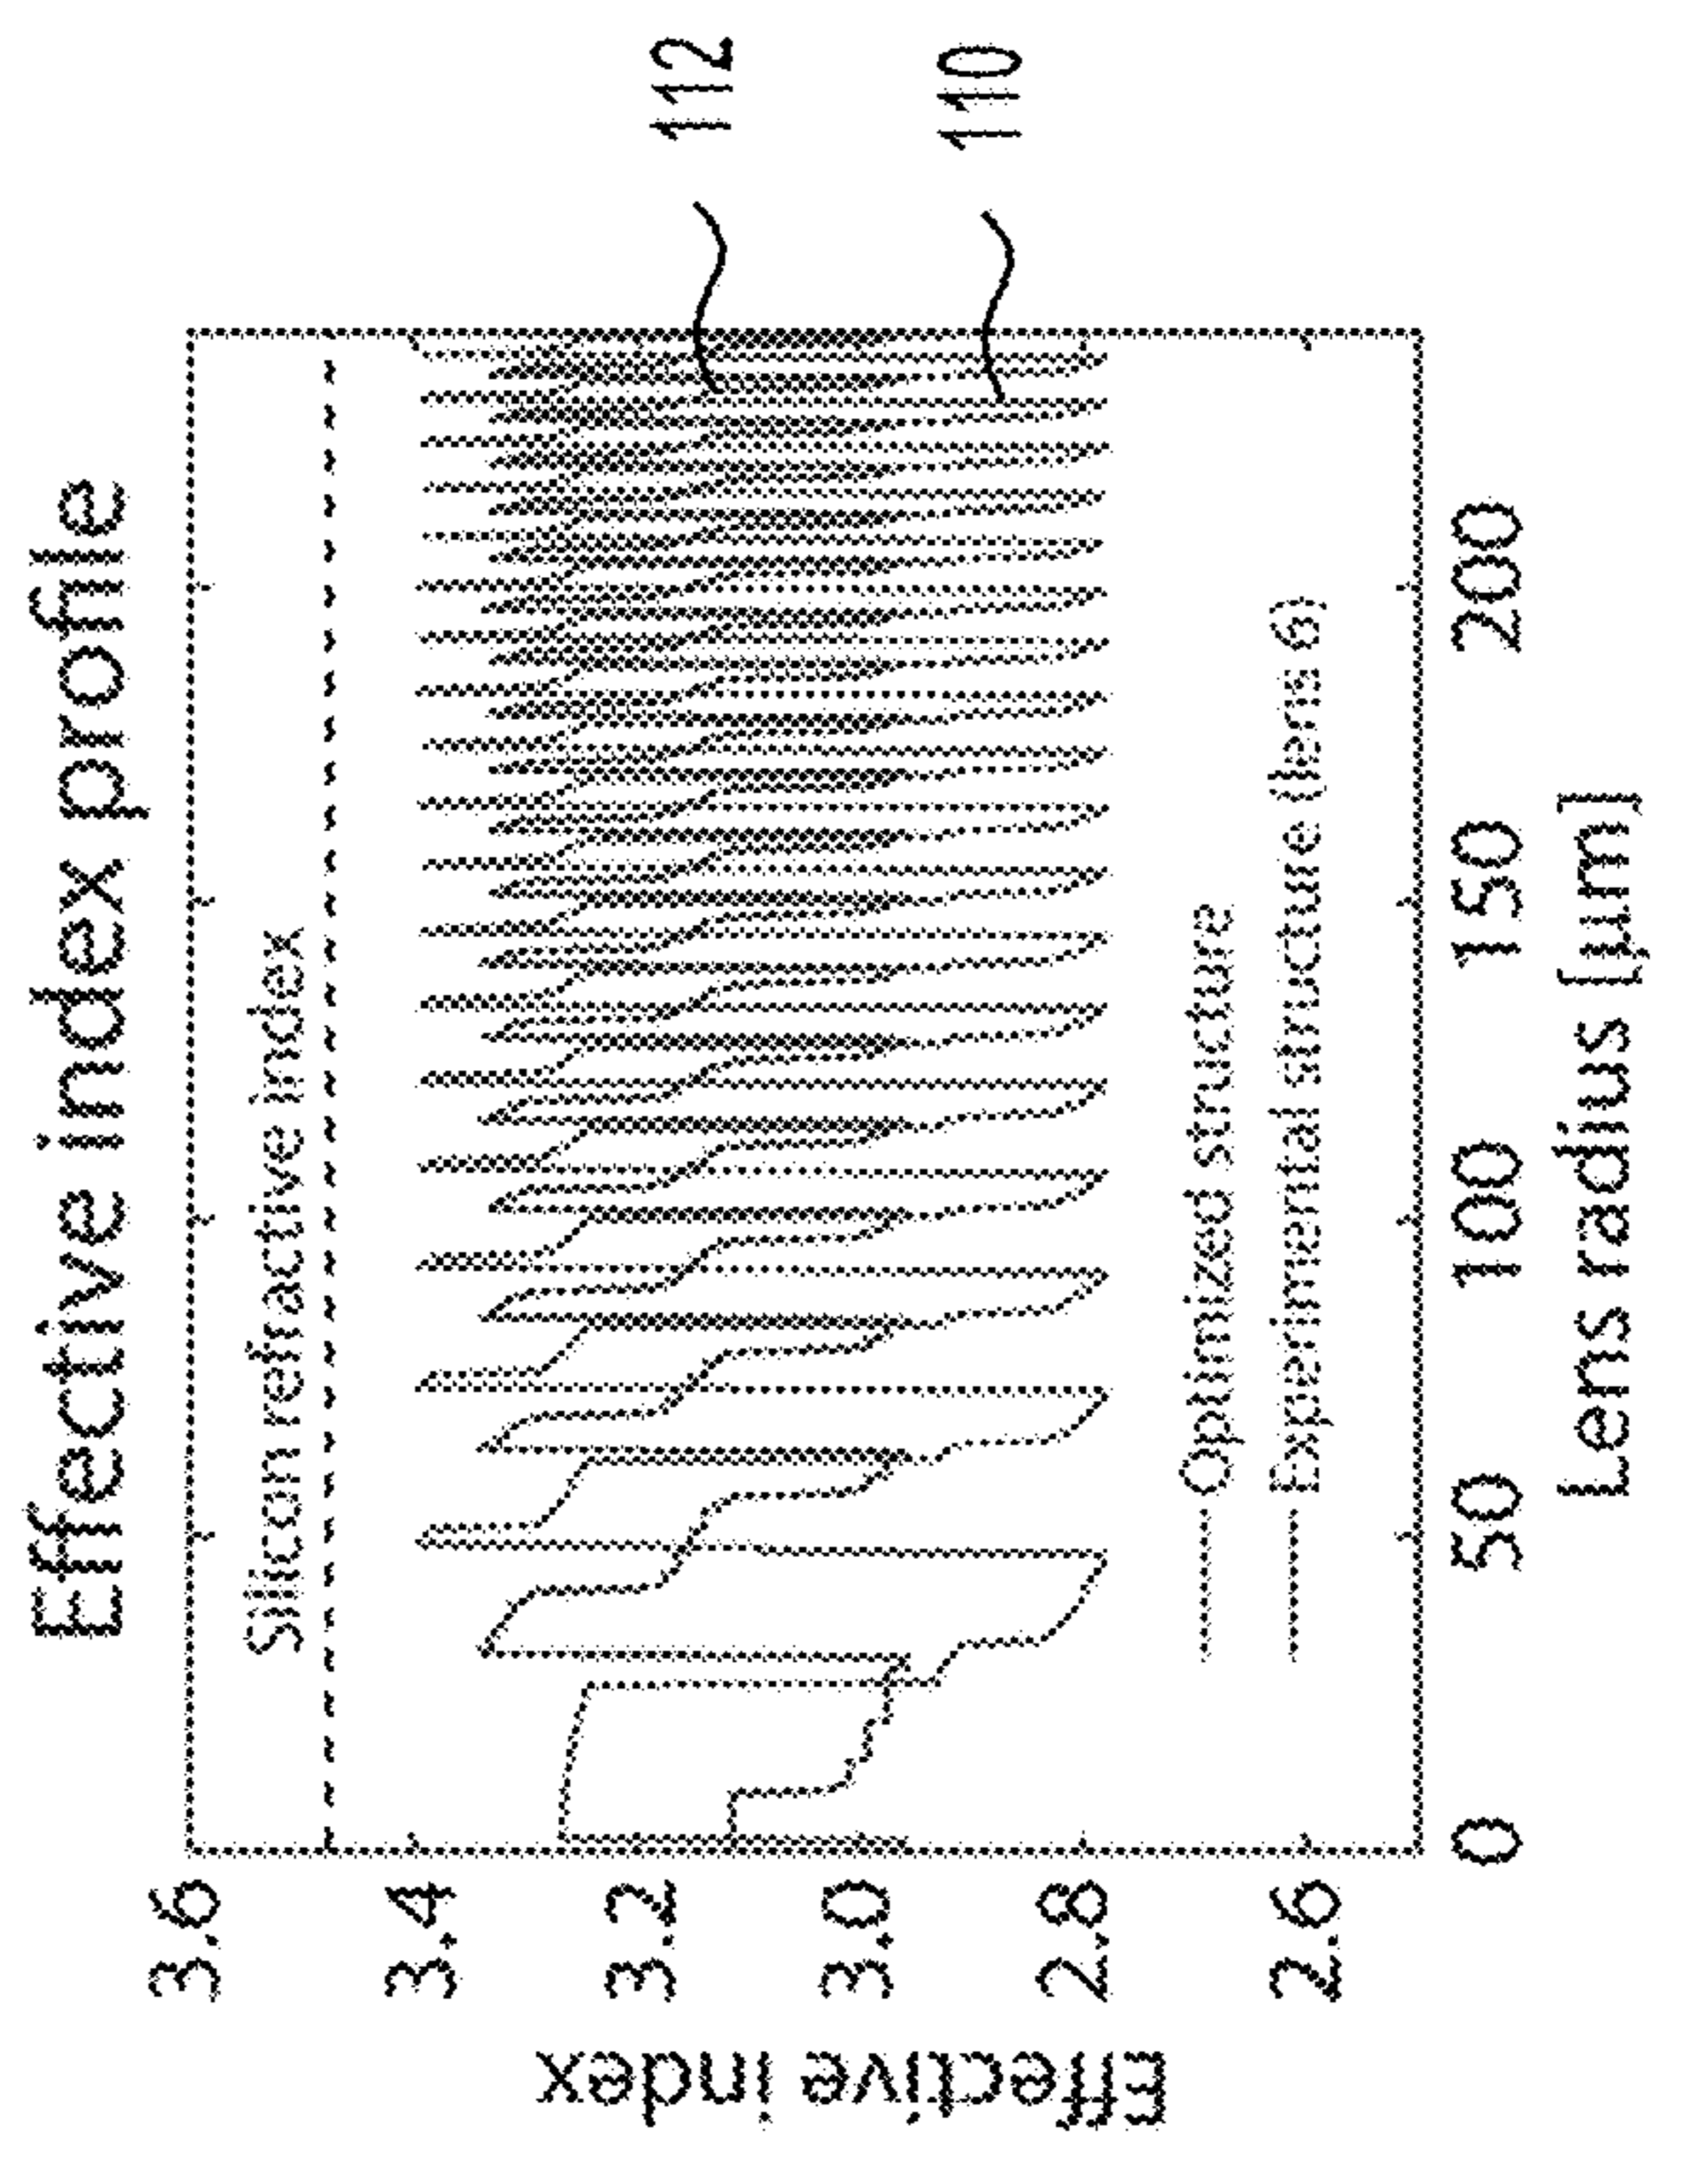 Effective index profile
Effective index
3.6
3.4
3.2
3.0
2.8
2.6
Silicon refractive index
112
110
Optimized structure
Experimental structure (lens 6)
0
50
100
150
200
Lens radius [μm]